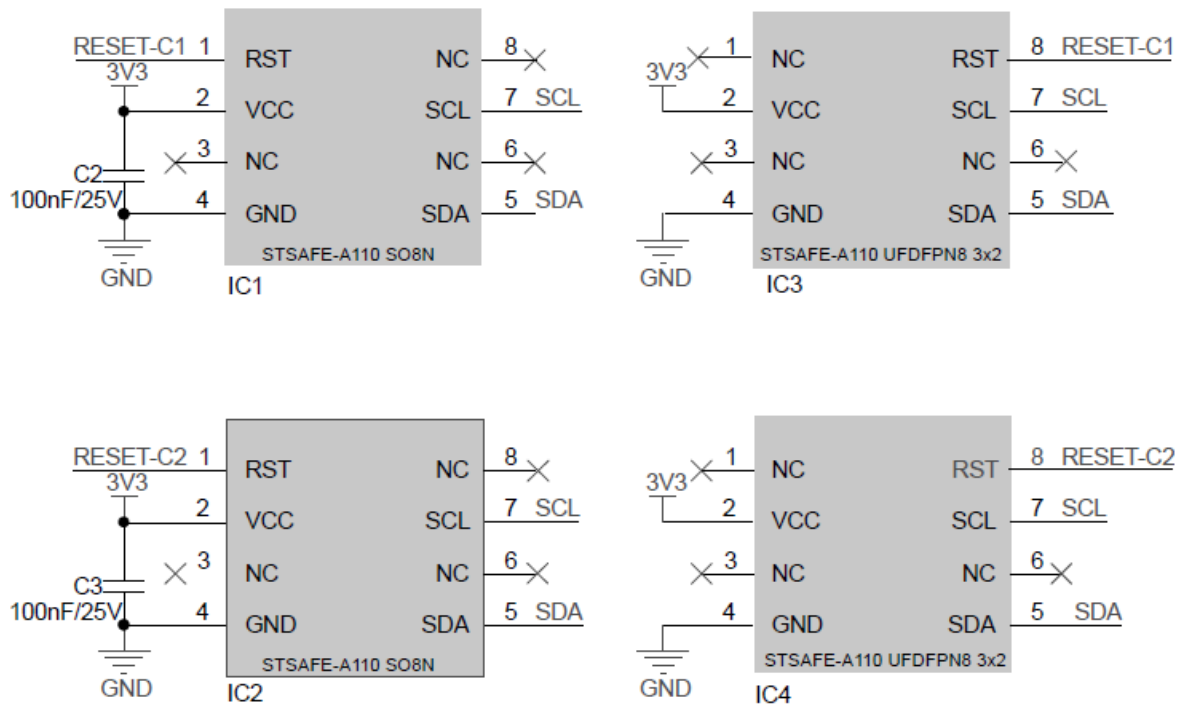 RESET-C1 1 RST NC 8
3V3
2 VCC SCL 7 SCL
3 NC NC 6
C2
100nF/25V
4 GND SDA 5 SDA
STSAFE-A110 SO8N
GND
IC1
1 NC RST 8 RESET-C1
3V3
2 VCC SCL 7 SCL
3 NC NC 6
4 GND SDA 5 SDA
STSAFE-A110 UFDFPN8 3x2
GND
IC3
RESET-C2 1 RST NC 8
3V3
2 VCC SCL 7 SCL
3 NC NC 6
C3
100nF/25V
4 GND SDA 5 SDA
STSAFE-A110 SO8N
GND
IC2
1 NC RST 8 RESET-C2
3V3
2 VCC SCL 7 SCL
3 NC NC 6
4 GND SDA 5 SDA
STSAFE-A110 UFDFPN8 3x2
GND
IC4